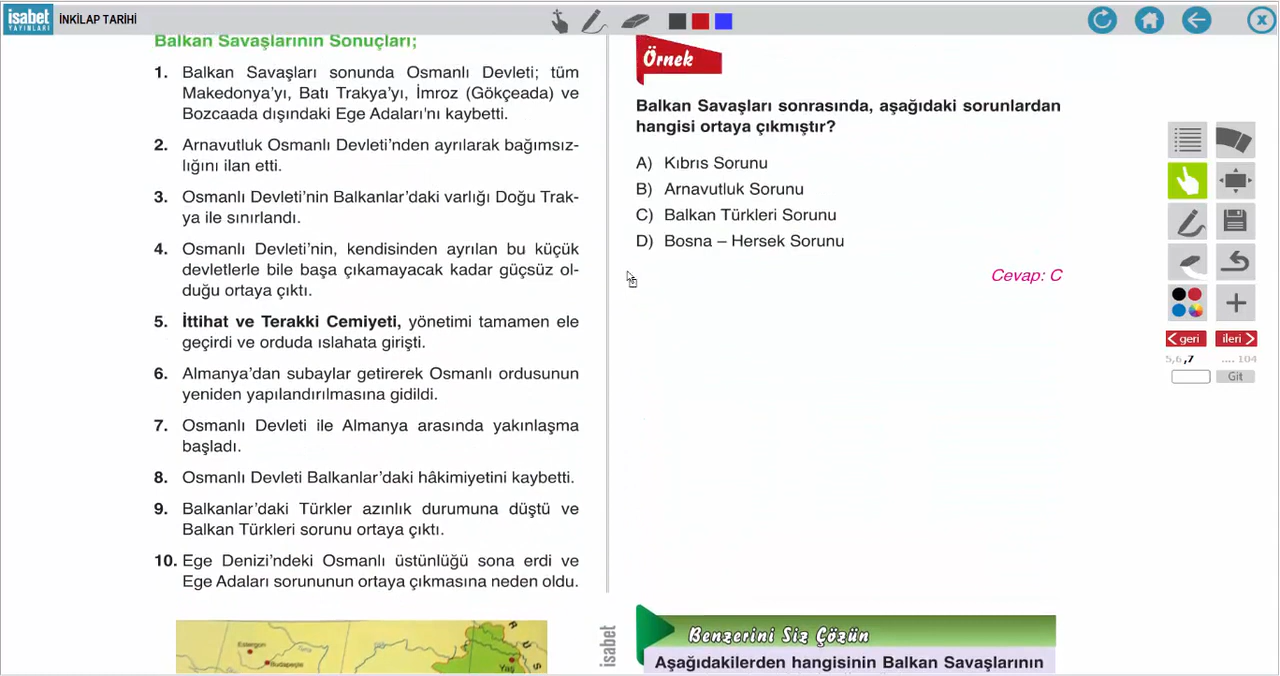 isabet
YAYINLARI
İNKİLAP TARİHİ
Balkan Savaşlarının Sonuçları;
1. Balkan Savaşları sonunda Osmanlı Devleti; tüm
Makedonya’yı, Batı Trakya’yı, İmroz (Gökçeada) ve
Bozcaada dışındaki Ege Adaları'nı kaybetti.
2. Arnavutluk Osmanlı Devleti’nden ayrılarak bağımsız-
lığını ilan etti.
3. Osmanlı Devleti’nin Balkanlar’daki varlığı Doğu Trak-
ya ile sınırlandı.
4. Osmanlı Devleti’nin, kendisinden ayrılan bu küçük
devletlerle bile başa çıkamayacak kadar güçsüz ol-
duğu ortaya çıktı.
5. İttihat ve Terakki Cemiyeti, yönetimi tamamen ele
geçirdi ve orduda ıslahata girişti.
6. Almanya’dan subaylar getirerek Osmanlı ordusunun
yeniden yapılandırılmasına gidildi.
7. Osmanlı Devleti ile Almanya arasında yakınlaşma
başladı.
8. Osmanlı Devleti Balkanlar’daki hâkimiyetini kaybetti.
9. Balkanlar’daki Türkler azınlık durumuna düştü ve
Balkan Türkleri sorunu ortaya çıktı.
10. Ege Denizi’ndeki Osmanlı üstünlüğü sona erdi ve
Ege Adaları sorununun ortaya çıkmasına neden oldu.
Estergon
Budapeşte
Yaş
R U S
isabet
Örnek
Balkan Savaşları sonrasında, aşağıdaki sorunlardan
hangisi ortaya çıkmıştır?
A) Kıbrıs Sorunu
B) Arnavutluk Sorunu
C) Balkan Türkleri Sorunu
D) Bosna – Hersek Sorunu
Cevap: C
Benzerini Siz Çözün
Aşağıdakilerden hangisinin Balkan Savaşlarının
geri
ileri
5,6,7 .... 104
Git